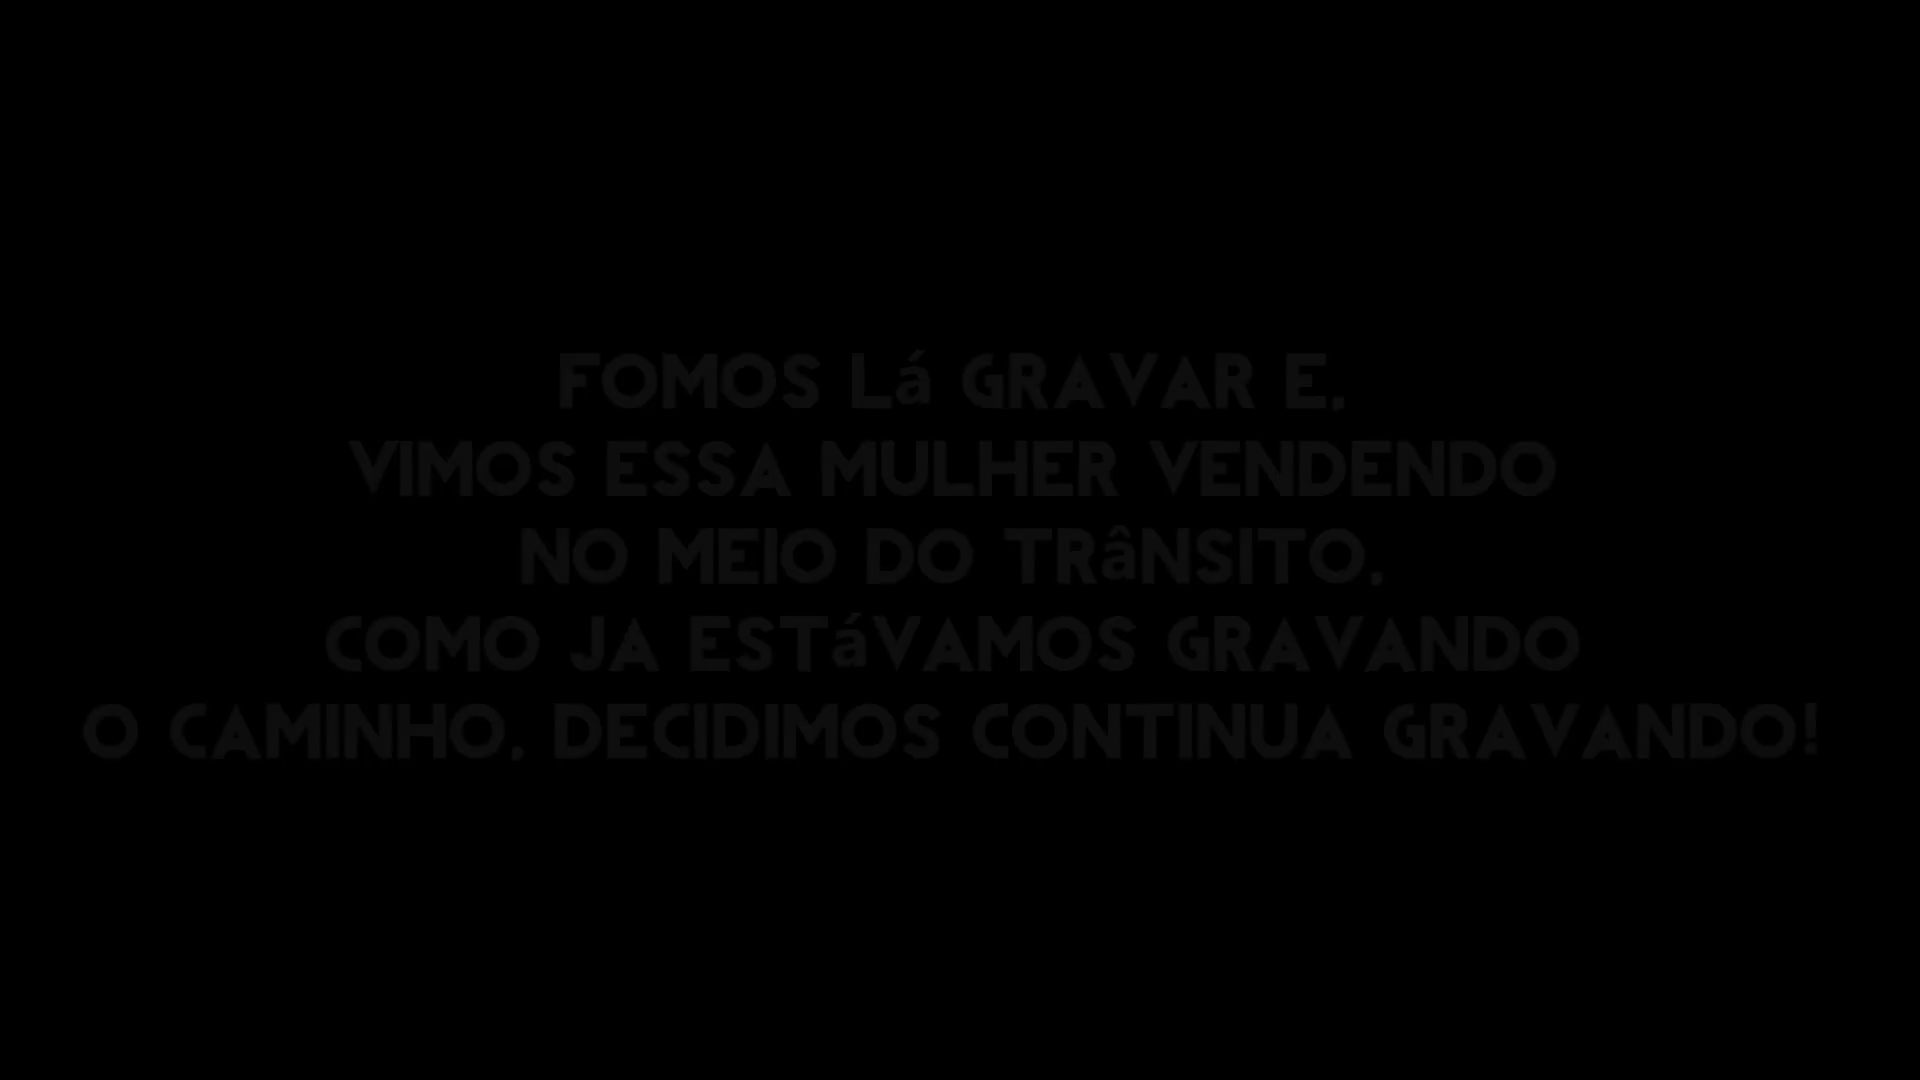 FOMOS Lá GRAVAR E,
VIMOS ESSA MULHER VENDENDO
NO MEIO DO TRâNSITO,
COMO JA ESTáVAMOS GRAVANDO
O CAMINHO, DECIDIMOS CONTINUA GRAVANDO!